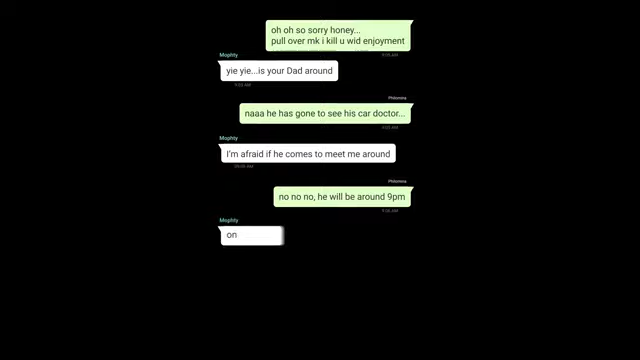 oh oh so sorry honey...
pull over mk i kill u wid enjoyment
Mophty
yie yie...is your Dad around
Philomina
naaa he has gone to see his car doctor...
Mophty
I'm afraid if he comes to meet me around
Philomina
no no no, he will be around 9pm
Mophty
on